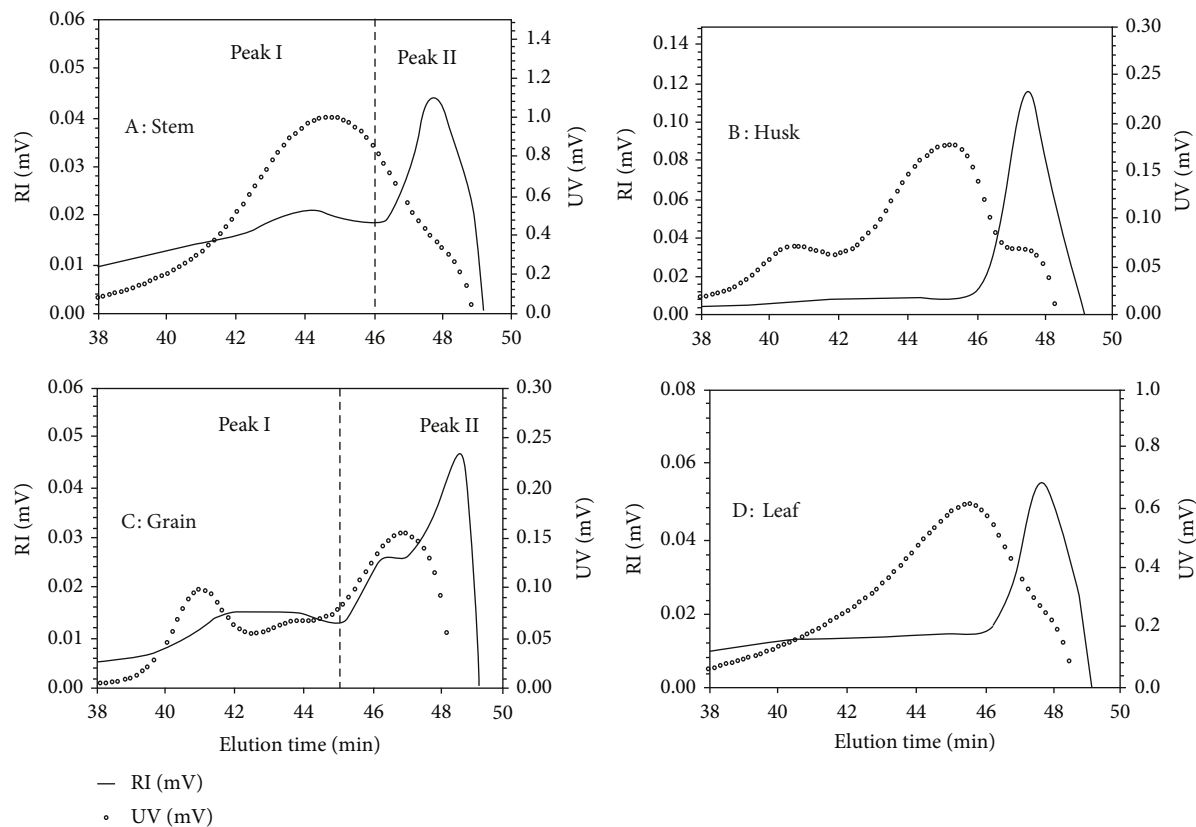 0.06
0.05
0.04
0.03
0.02
0.01
0.00
RI (mV)
Peak I
Peak II
A: Stem
1.4
1.2
1.0
0.8
0.6
0.4
0.2
0.0
UV (mV)
38 40 42 44 46 48 50
0.14
0.12
0.10
0.08
0.06
0.04
0.02
0.00
RI (mV)
B: Husk
0.30
0.25
0.20
0.15
0.10
0.05
0.00
UV (mV)
38 40 42 44 46 48 50
0.06
0.05
0.04
0.03
0.02
0.01
0.00
RI (mV)
Peak I
Peak II
C: Grain
0.30
0.25
0.20
0.15
0.10
0.05
0.00
UV (mV)
38 40 42 44 46 48 50
Elution time (min)
0.08
0.06
0.04
0.02
0.00
RI (mV)
D: Leaf
1.0
0.8
0.6
0.4
0.2
0.0
UV (mV)
38 40 42 44 46 48 50
Elution time (min)
RI (mV)
UV (mV)